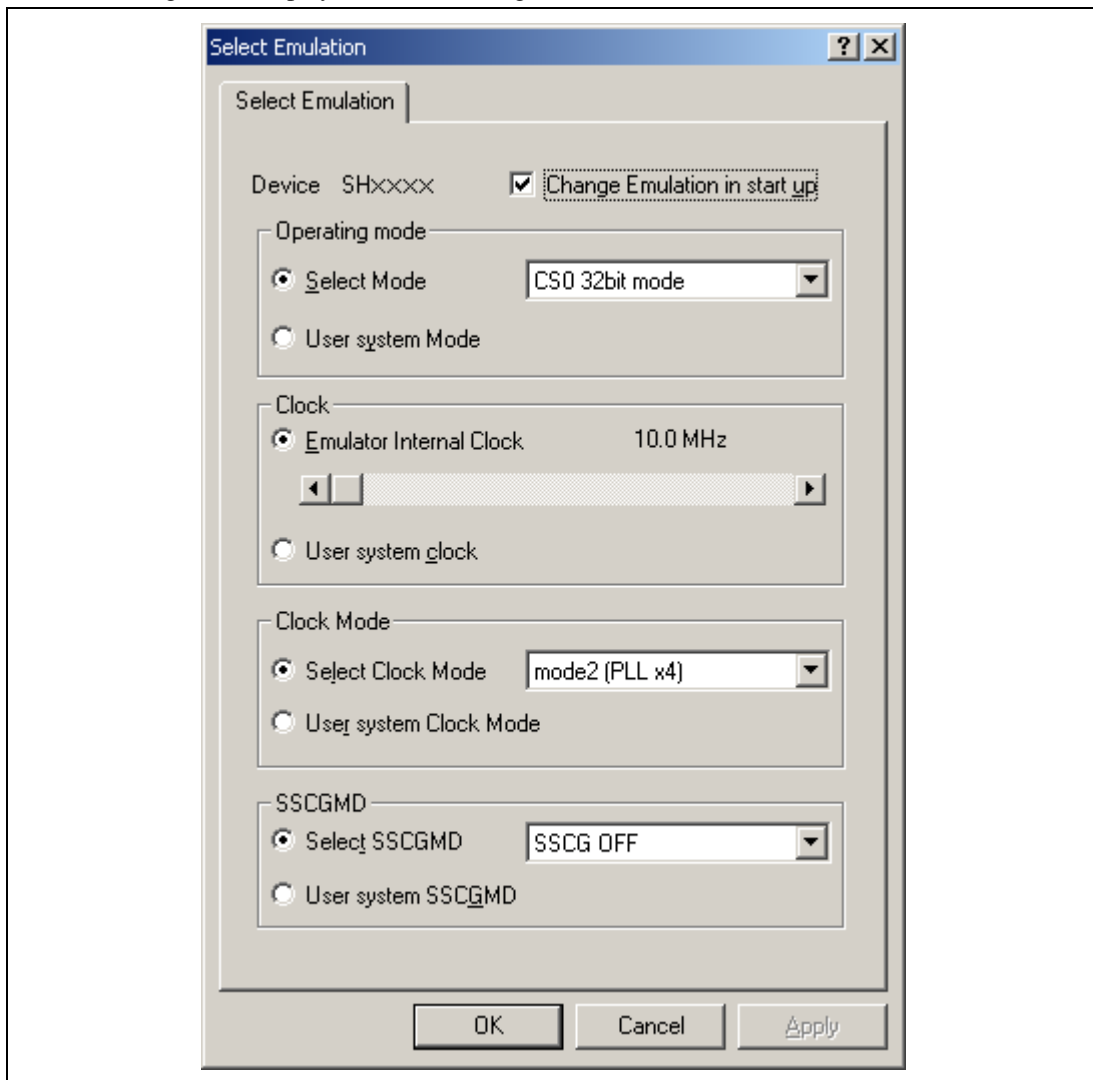 Select Emulation
Select Emulation
Device SH×××× Change Emulation in start up
Operating mode
Select Mode CS0 32bit mode
User system Mode
Clock
Emulator Internal Clock 10.0 MHz
User system clock
Clock Mode
Select Clock Mode mode2 (PLL x4)
User system Clock Mode
SSCGMD
Select SSCGMD SSCG OFF
User system SSCGMD
OK Cancel Apply